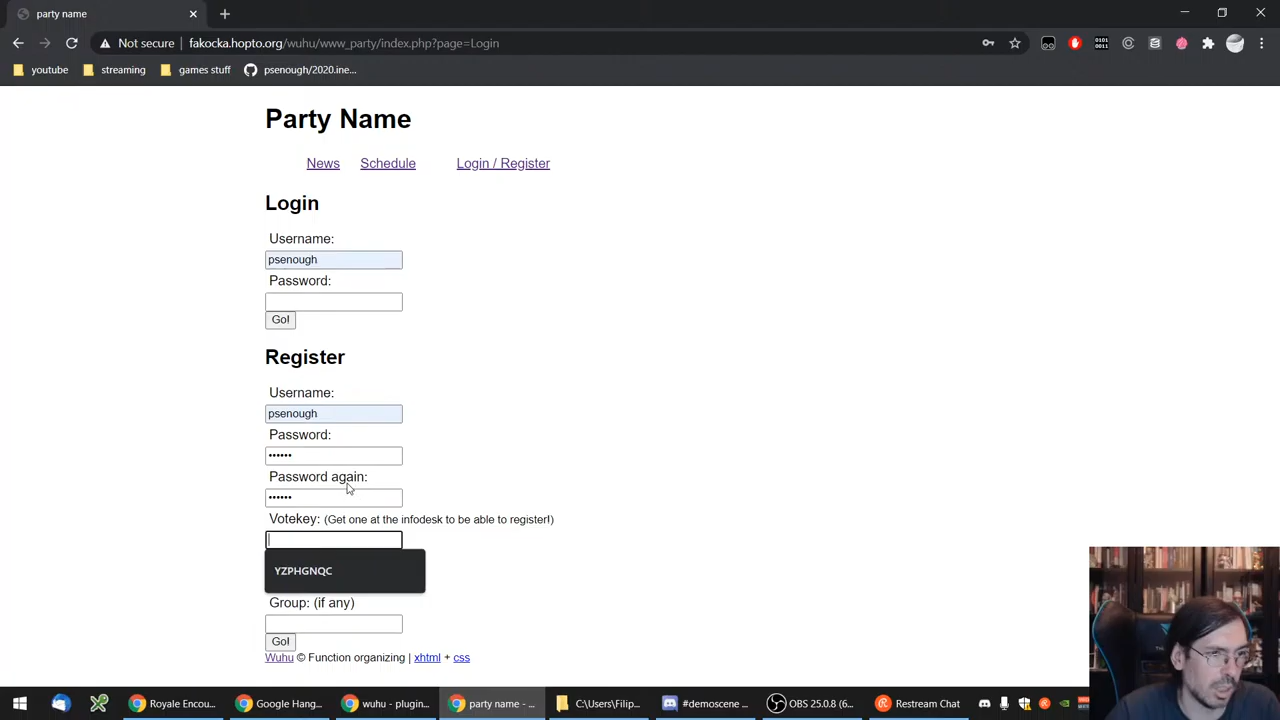 party name
Not secure fakocka.hopto.org/wuhu/www_party/index.php?page=Login
0101
0011
youtube streaming games stuff psenough/2020.ine...
Party Name
News Schedule Login / Register
Login
Username:
psenough
Password:
Go!
Register
Username:
psenough
Password:
••••••
Password again:
••••••
Votekey: (Get one at the infodesk to be able to register!)
YZPHGNQC
Group: (if any)
Go!
Wuhu © Function organizing | xhtml + css
Royale Encou... Google Hang... wuhu - plugin... party name - ... C:\Users\Filip... #demoscene ... OBS 25.0.8 (6... Restream Chat